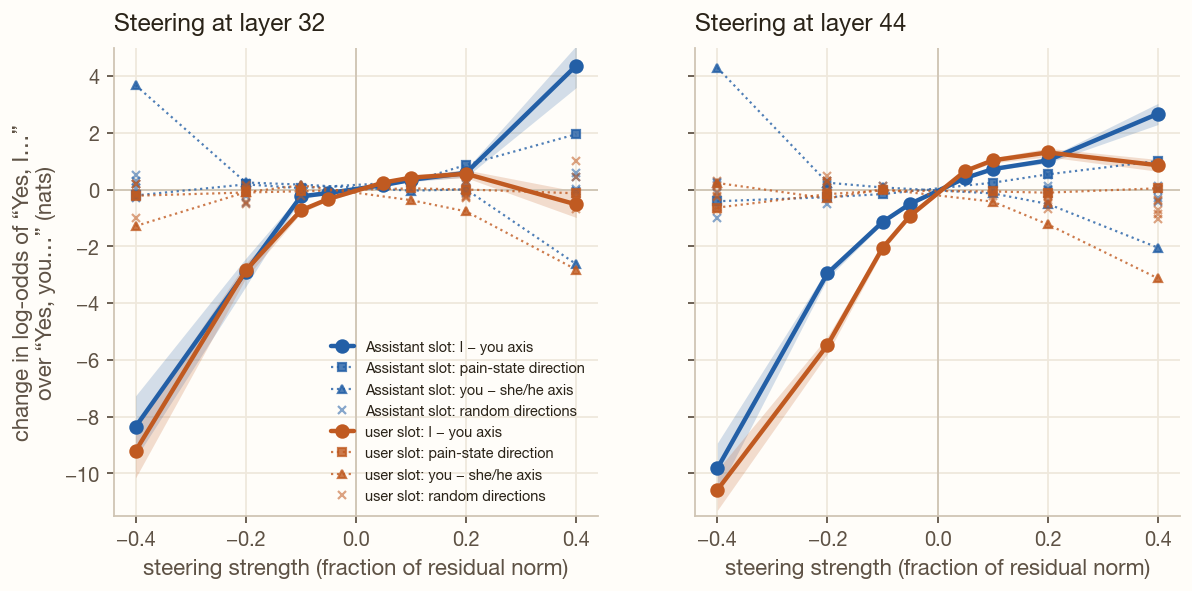 Steering at layer 32
Steering at layer 44
change in log-odds of “Yes, I…”
over “Yes, you…” (nats)
4
2
0
−2
−4
−6
−8
−10
Assistant slot: I − you axis
Assistant slot: pain-state direction
Assistant slot: you − she/he axis
Assistant slot: random directions
user slot: I − you axis
user slot: pain-state direction
user slot: you − she/he axis
user slot: random directions
−0.4 −0.2 0.0 0.2 0.4
−0.4 −0.2 0.0 0.2 0.4
steering strength (fraction of residual norm)
steering strength (fraction of residual norm)